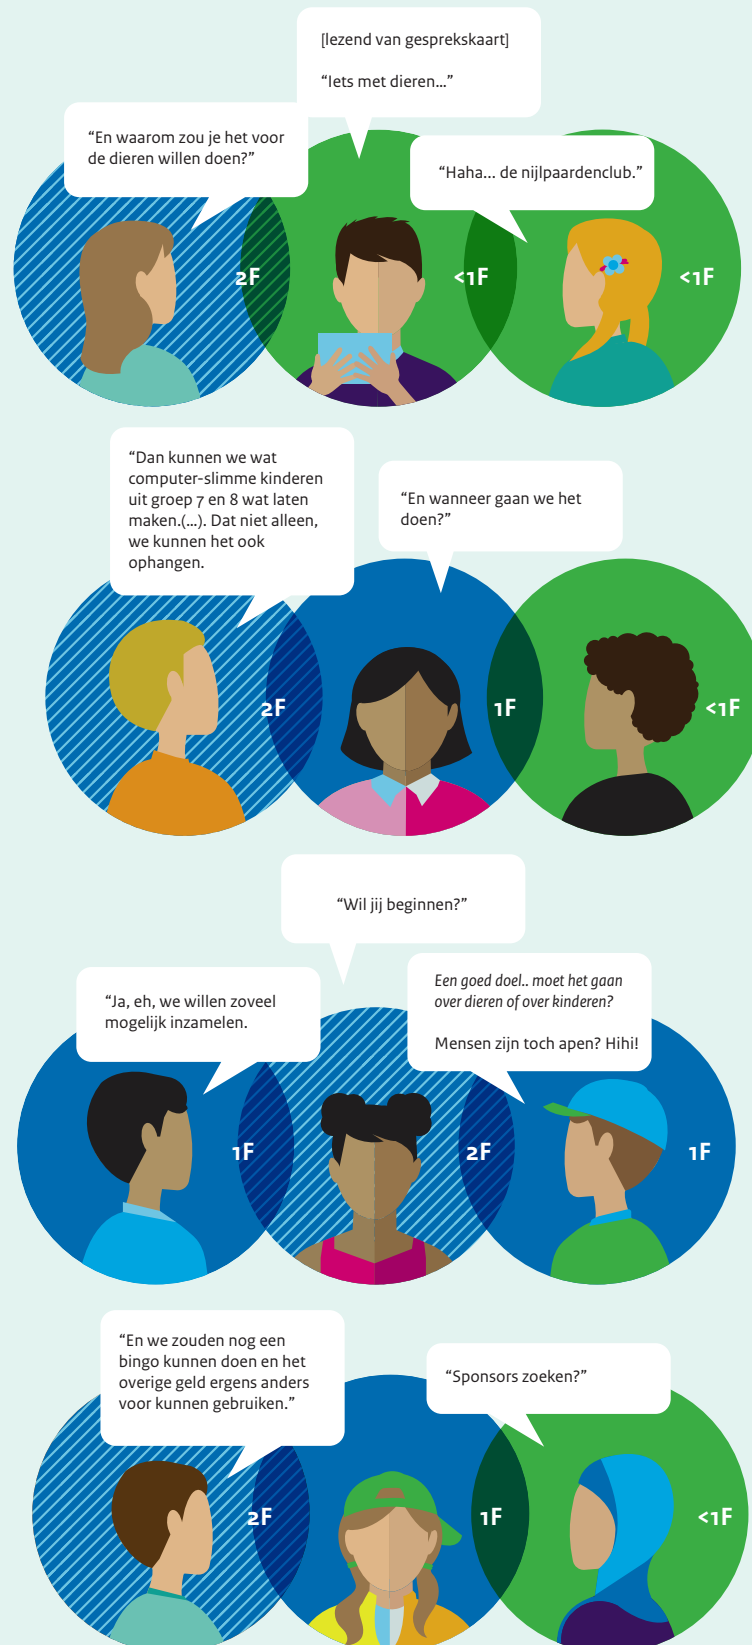 [lezend van gesprekskaart]
“Iets met dieren…”
“En waarom zou je het voor
de dieren willen doen?”
“Haha… de nijlpaardenclub.”
2F
<1F
<1F
“Dan kunnen we wat
computer-slimme kinderen
uit groep 7 en 8 wat laten
maken.(…). Dat niet alleen,
we kunnen het ook
ophangen.
“En wanneer gaan we het
doen?”
2F
1F
<1F
“Wil jij beginnen?”
“Ja, eh, we willen zoveel
mogelijk inzamelen.
Een goed doel.. moet het gaan
over dieren of over kinderen?
Mensen zijn toch apen? Hihi!
1F
2F
1F
“En we zouden nog een
bingo kunnen doen en het
overige geld ergens anders
voor kunnen gebruiken.”
“Sponsors zoeken?”
2F
1F
<1F